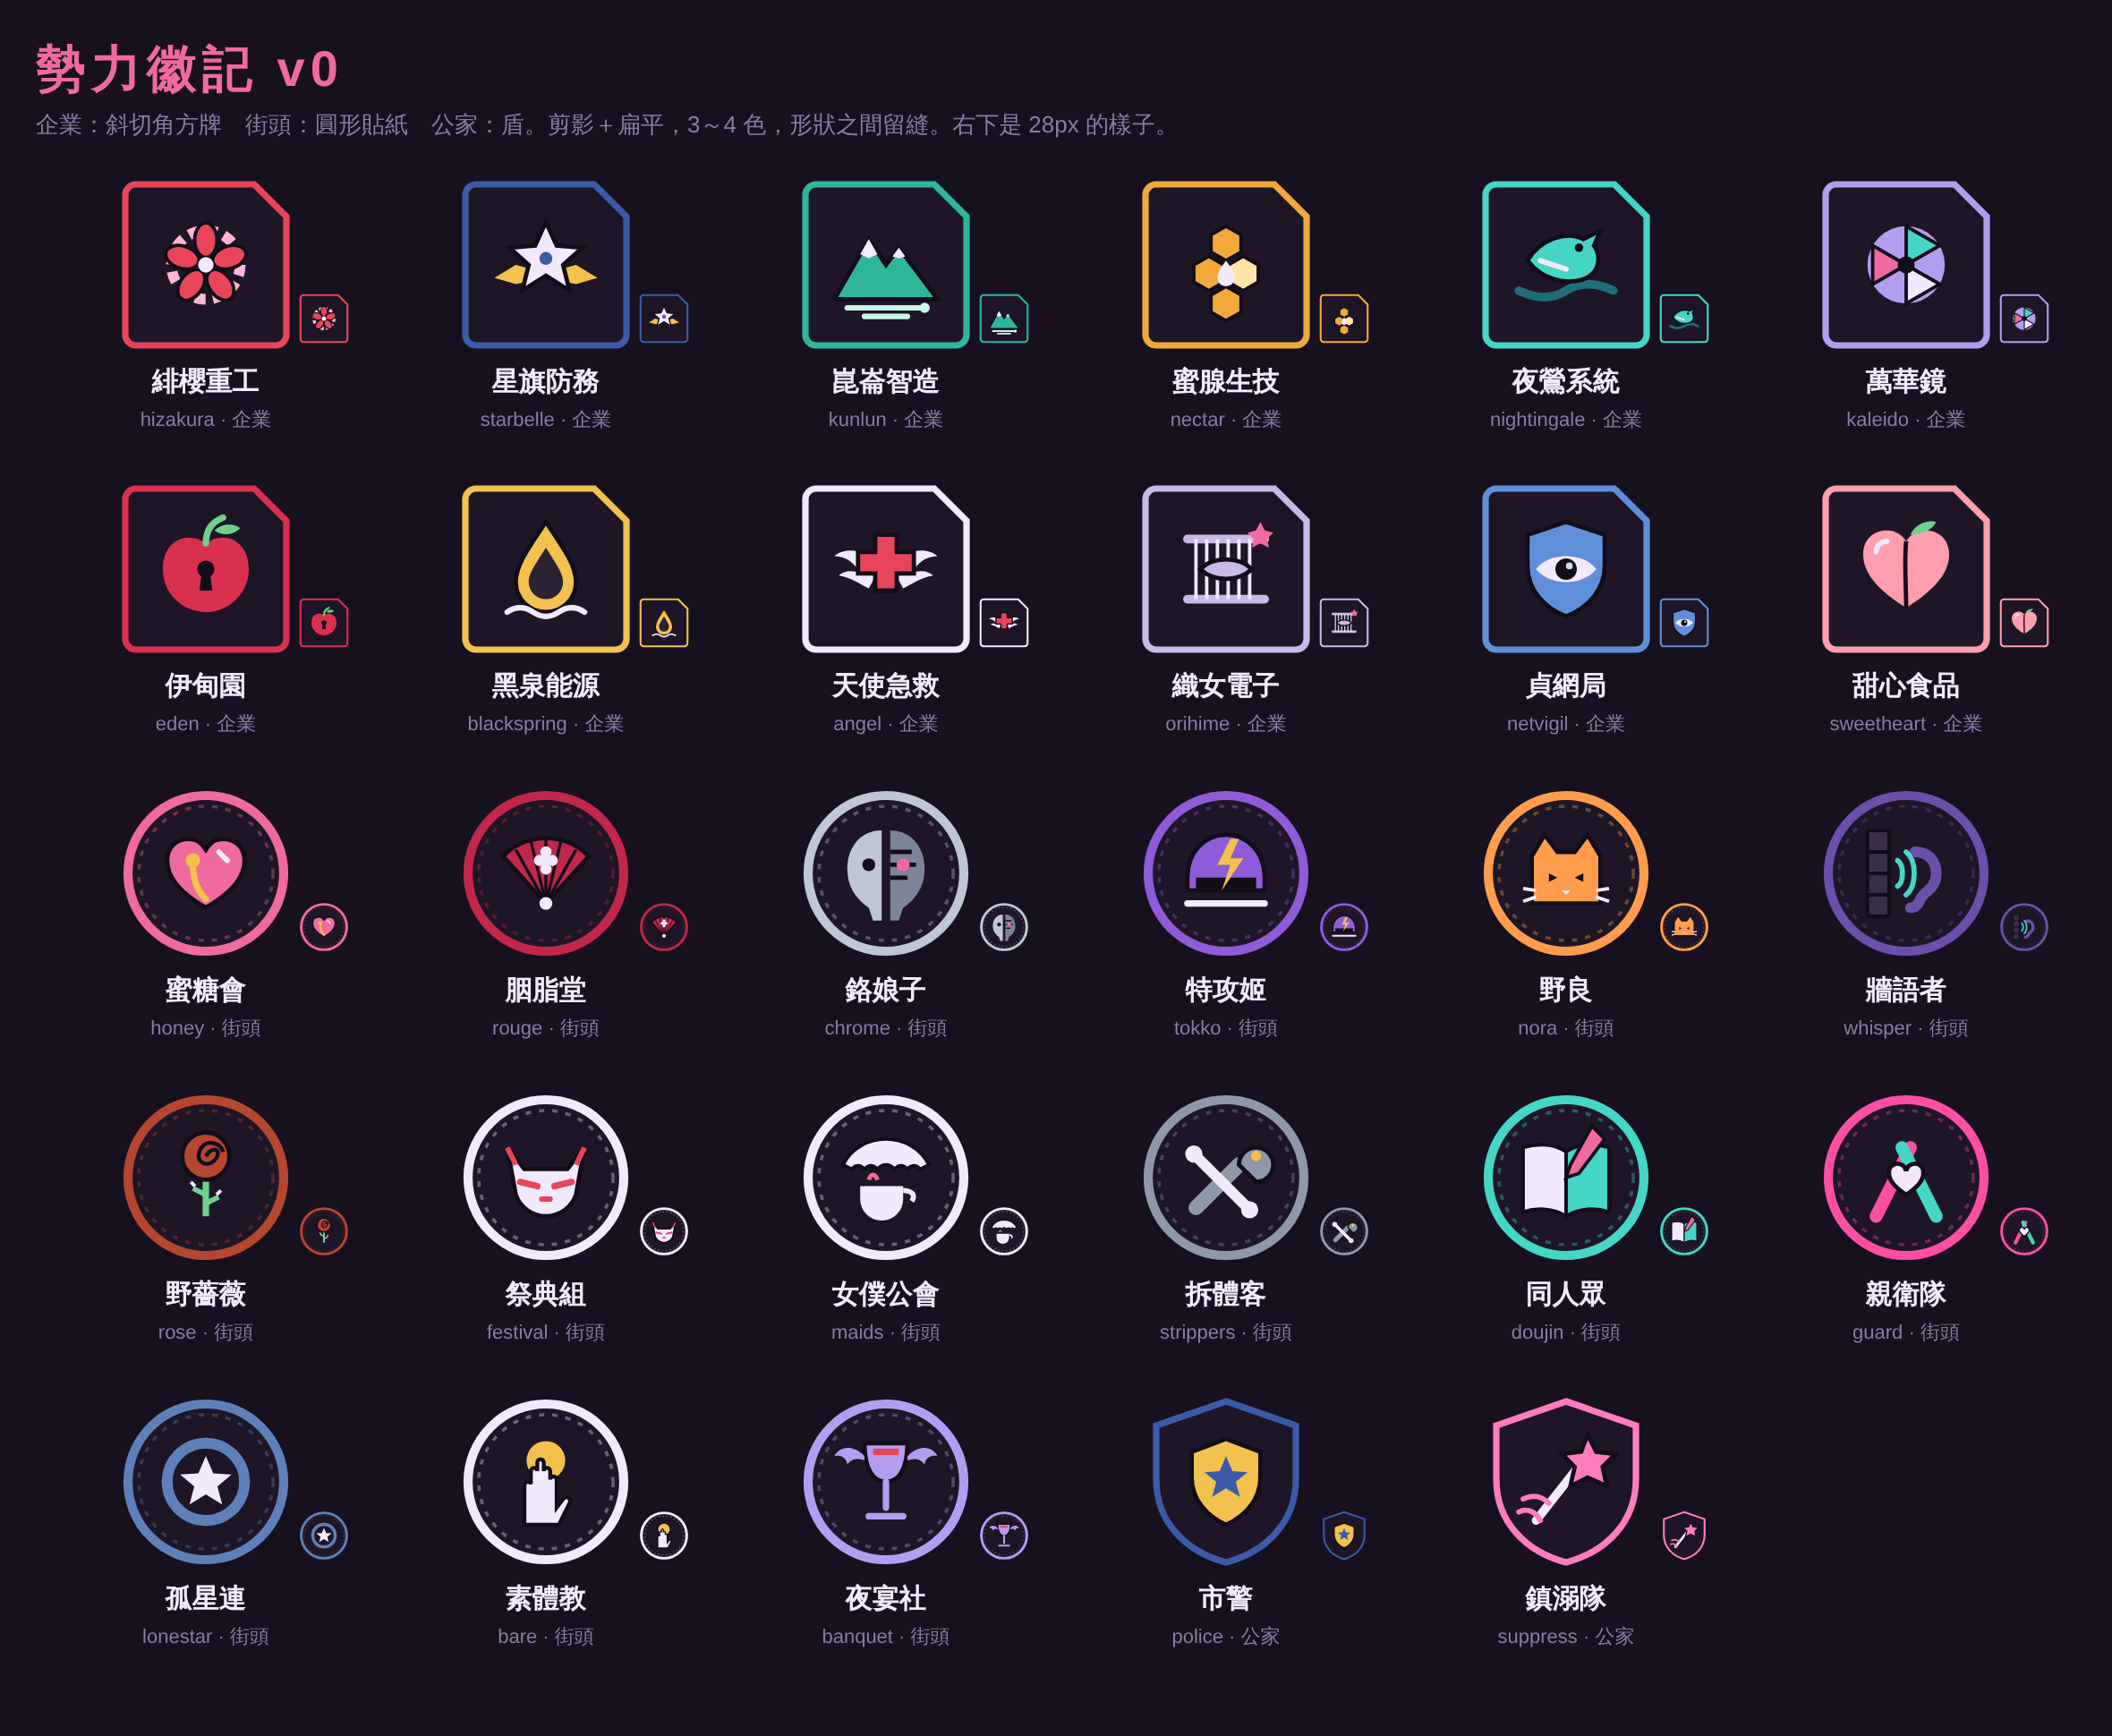 勢力徽記 v0
企業：斜切角方牌　街頭：圓形貼紙　公家：盾。剪影＋扁平，3～4 色，形狀之間留縫。右下是 28px 的樣子。
緋櫻重工
hizakura · 企業
星旗防務
starbelle · 企業
崑崙智造
kunlun · 企業
蜜腺生技
nectar · 企業
夜鶯系統
nightingale · 企業
萬華鏡
kaleido · 企業
伊甸園
eden · 企業
黑泉能源
blackspring · 企業
天使急救
angel · 企業
織女電子
orihime · 企業
貞網局
netvigil · 企業
甜心食品
sweetheart · 企業
蜜糖會
honey · 街頭
胭脂堂
rouge · 街頭
鉻娘子
chrome · 街頭
特攻姬
tokko · 街頭
野良
nora · 街頭
牆語者
whisper · 街頭
野薔薇
rose · 街頭
祭典組
festival · 街頭
女僕公會
maids · 街頭
拆體客
strippers · 街頭
同人眾
doujin · 街頭
親衛隊
guard · 街頭
孤星連
lonestar · 街頭
素體教
bare · 街頭
夜宴社
banquet · 街頭
市警
police · 公家
鎮溺隊
suppress · 公家